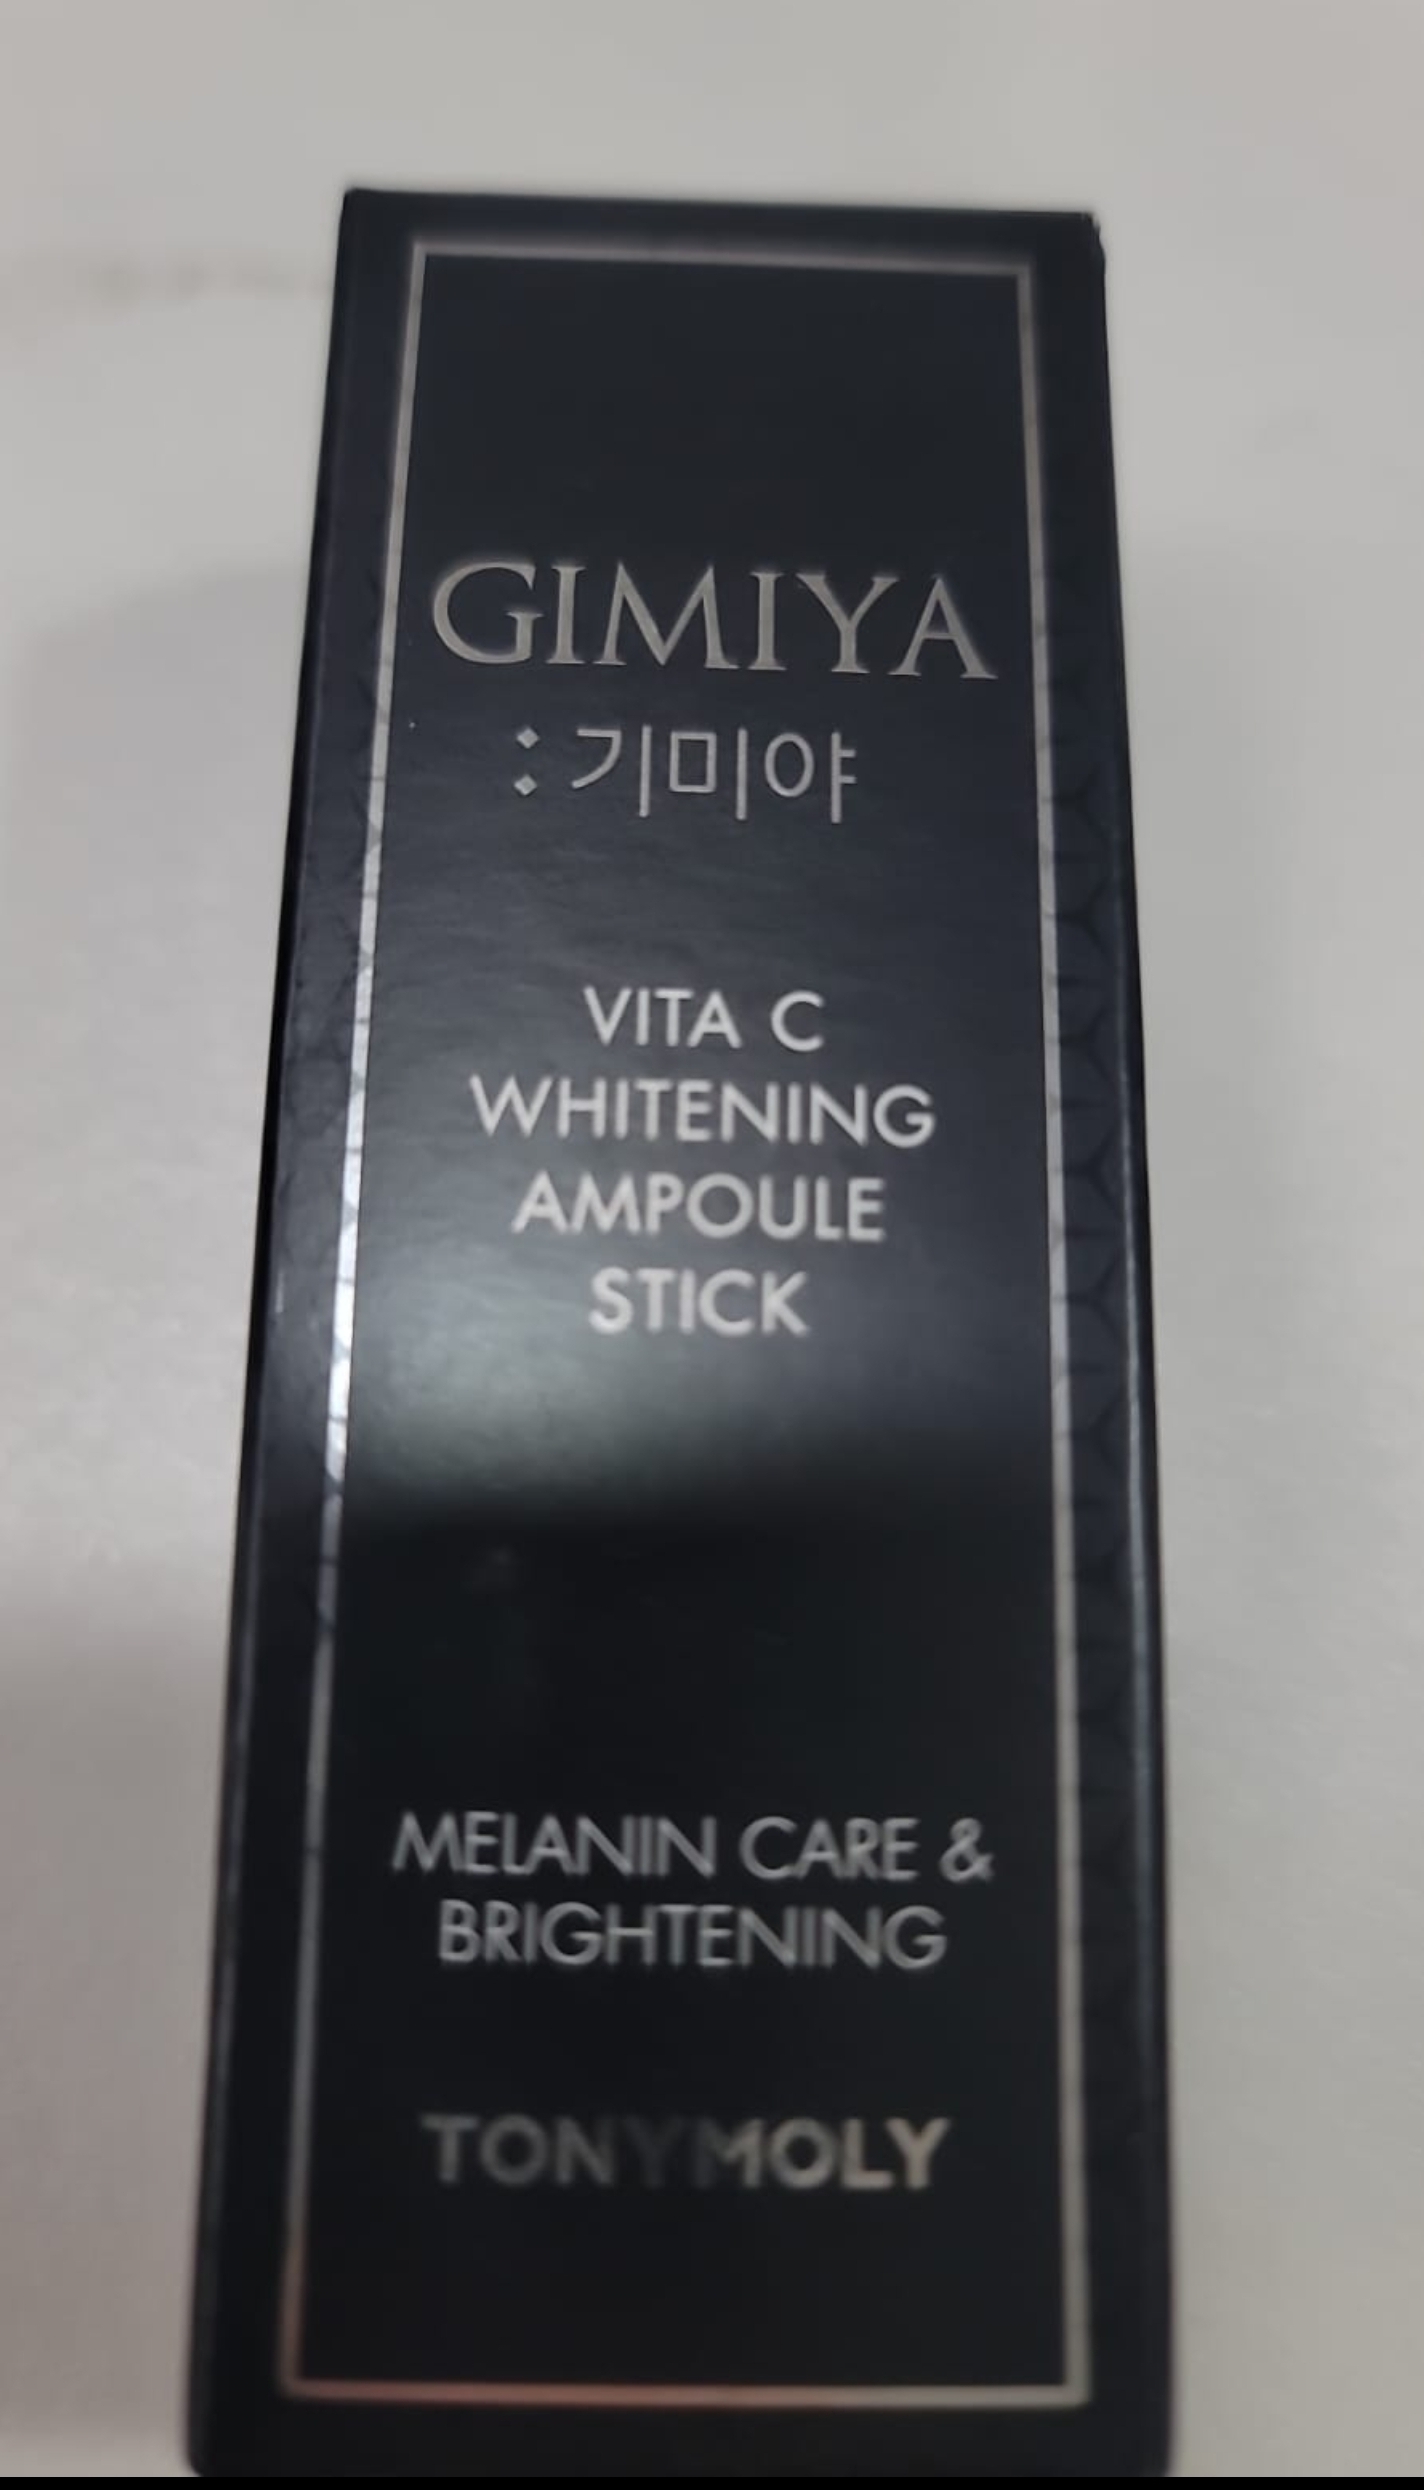 GIMIYA
:기미야
VITA C
WHITENING
AMPOULE
STICK
MELANIN CARE &
BRIGHTENING
TONYMOLY